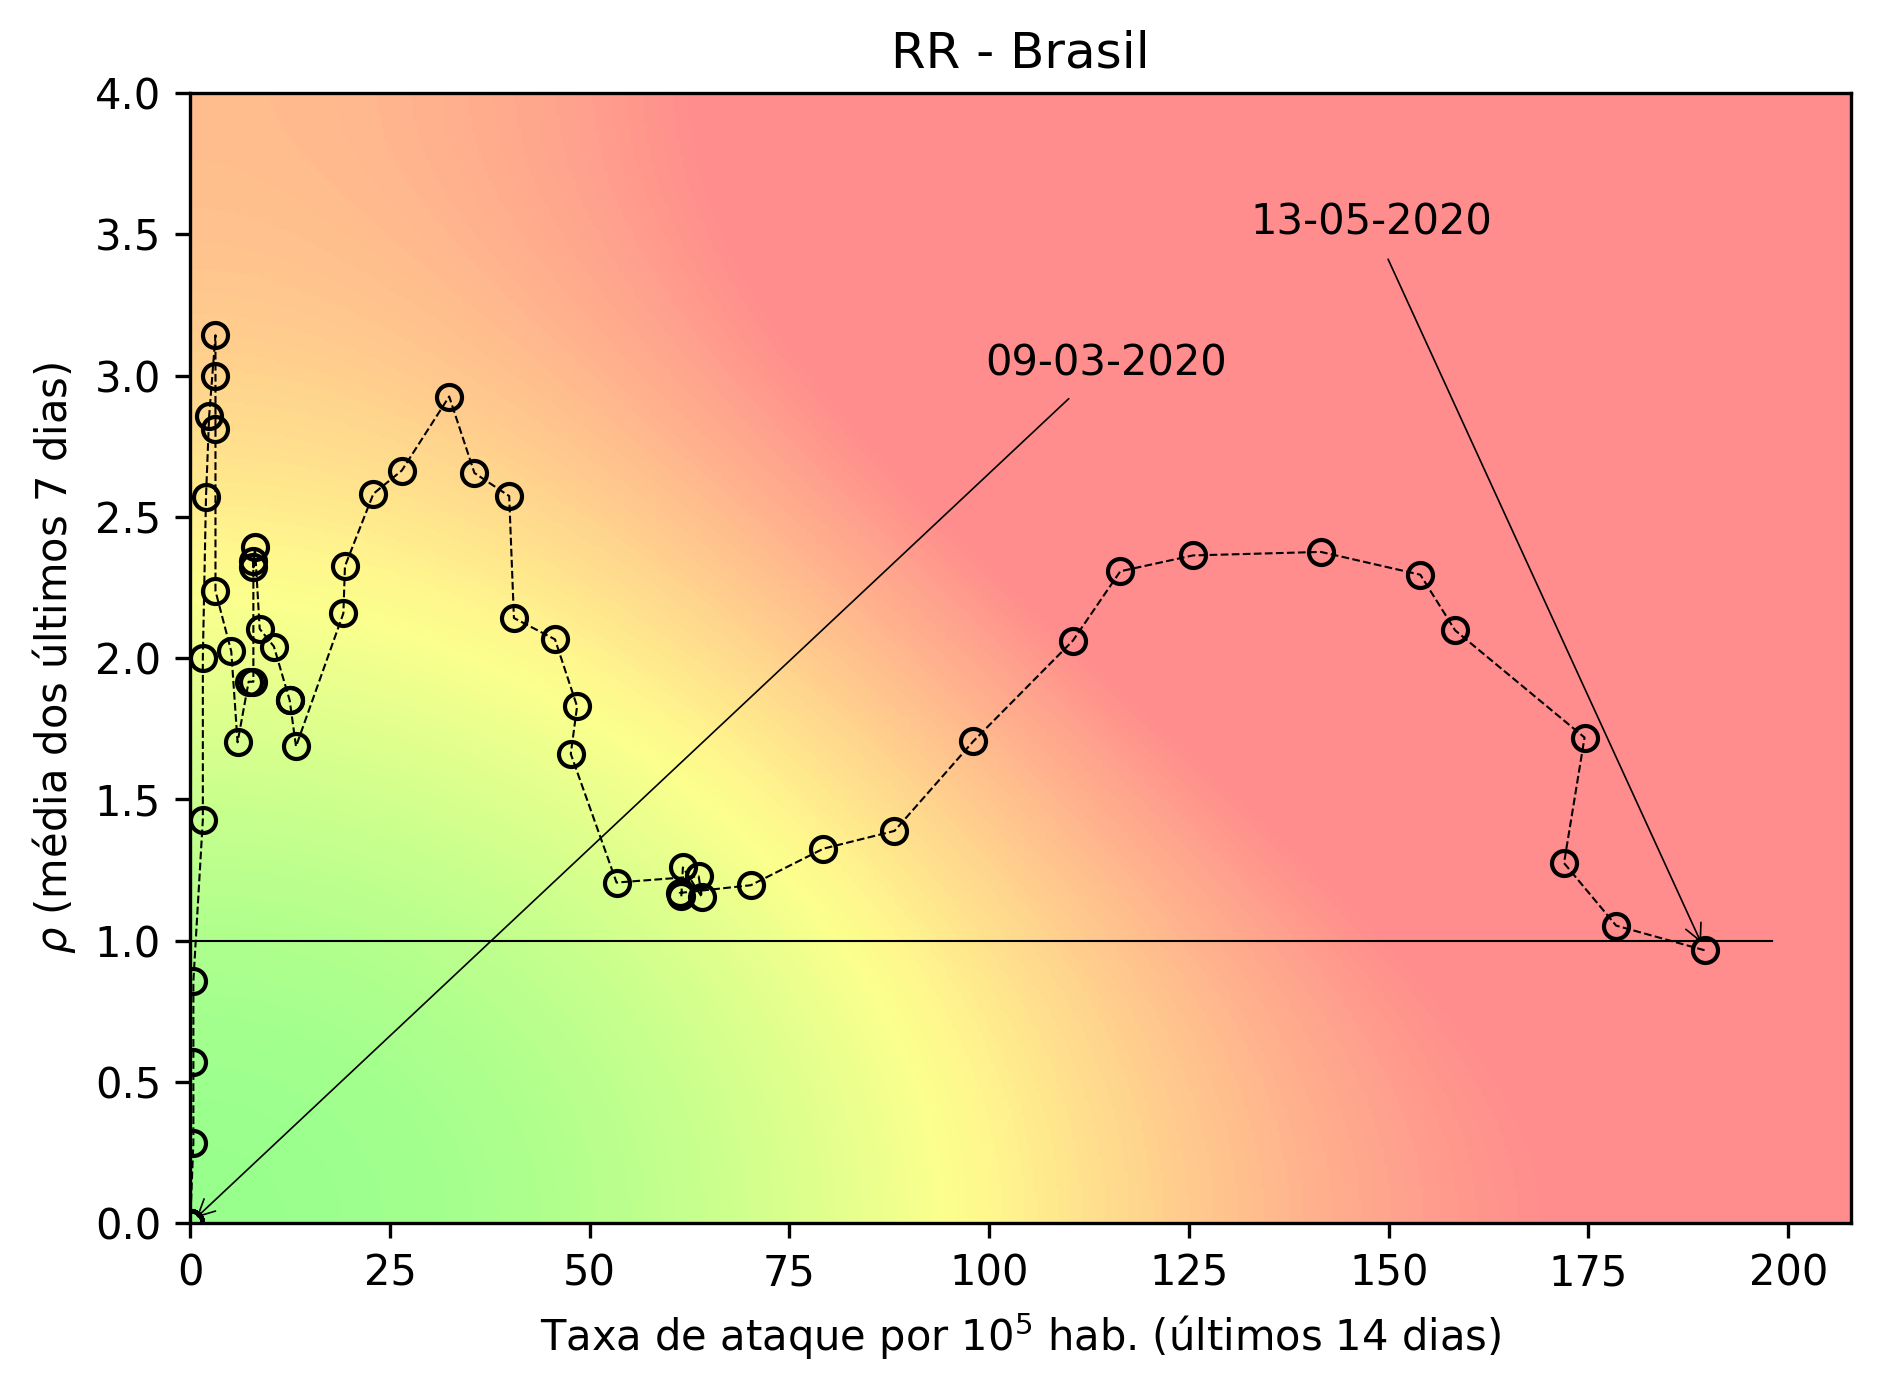 RR - Brasil
4.0
3.5
3.0
2.5
2.0
1.5
1.0
0.5
0.0
ρ (média dos últimos 7 dias)
13-05-2020
09-03-2020
0 25 50 75 100 125 150 175 200
Taxa de ataque por 10⁵ hab. (últimos 14 dias)